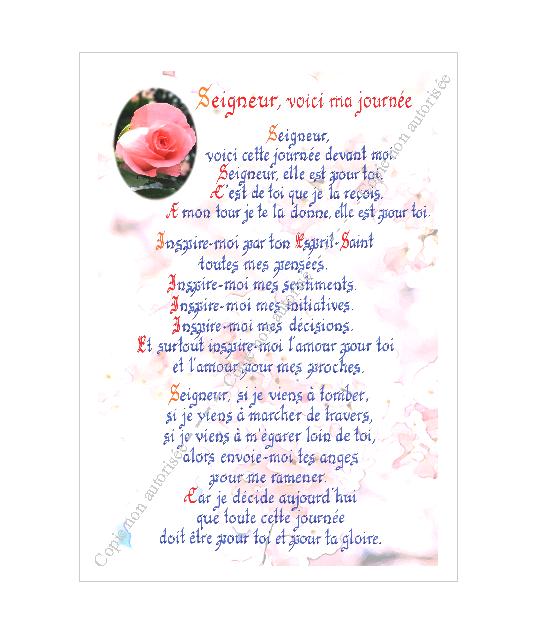 Seigneur, voici ma journée
Seigneur,
voici cette journée devant moi.
Seigneur, elle est pour toi.
C'est de toi que je la reçois.
A mon tour je te la donne, elle est pour toi.
Inspire-moi par ton Esprit-Saint
toutes mes pensées.
Inspire-moi mes sentiments.
Inspire-moi mes initiatives.
Inspire-moi mes décisions.
Et surtout inspire-moi l'amour pour toi
et l'amour pour mes proches.
Seigneur, si je viens à tomber,
si je viens à marcher de travers,
si je viens à m'égarer loin de toi,
alors envoie-moi tes anges
pour me ramener.
Car je décide aujourd'hui
que toute cette journée
doit être pour toi et pour ta gloire.
Copie non autorisée
Copie non autorisée
Copie non autorisée